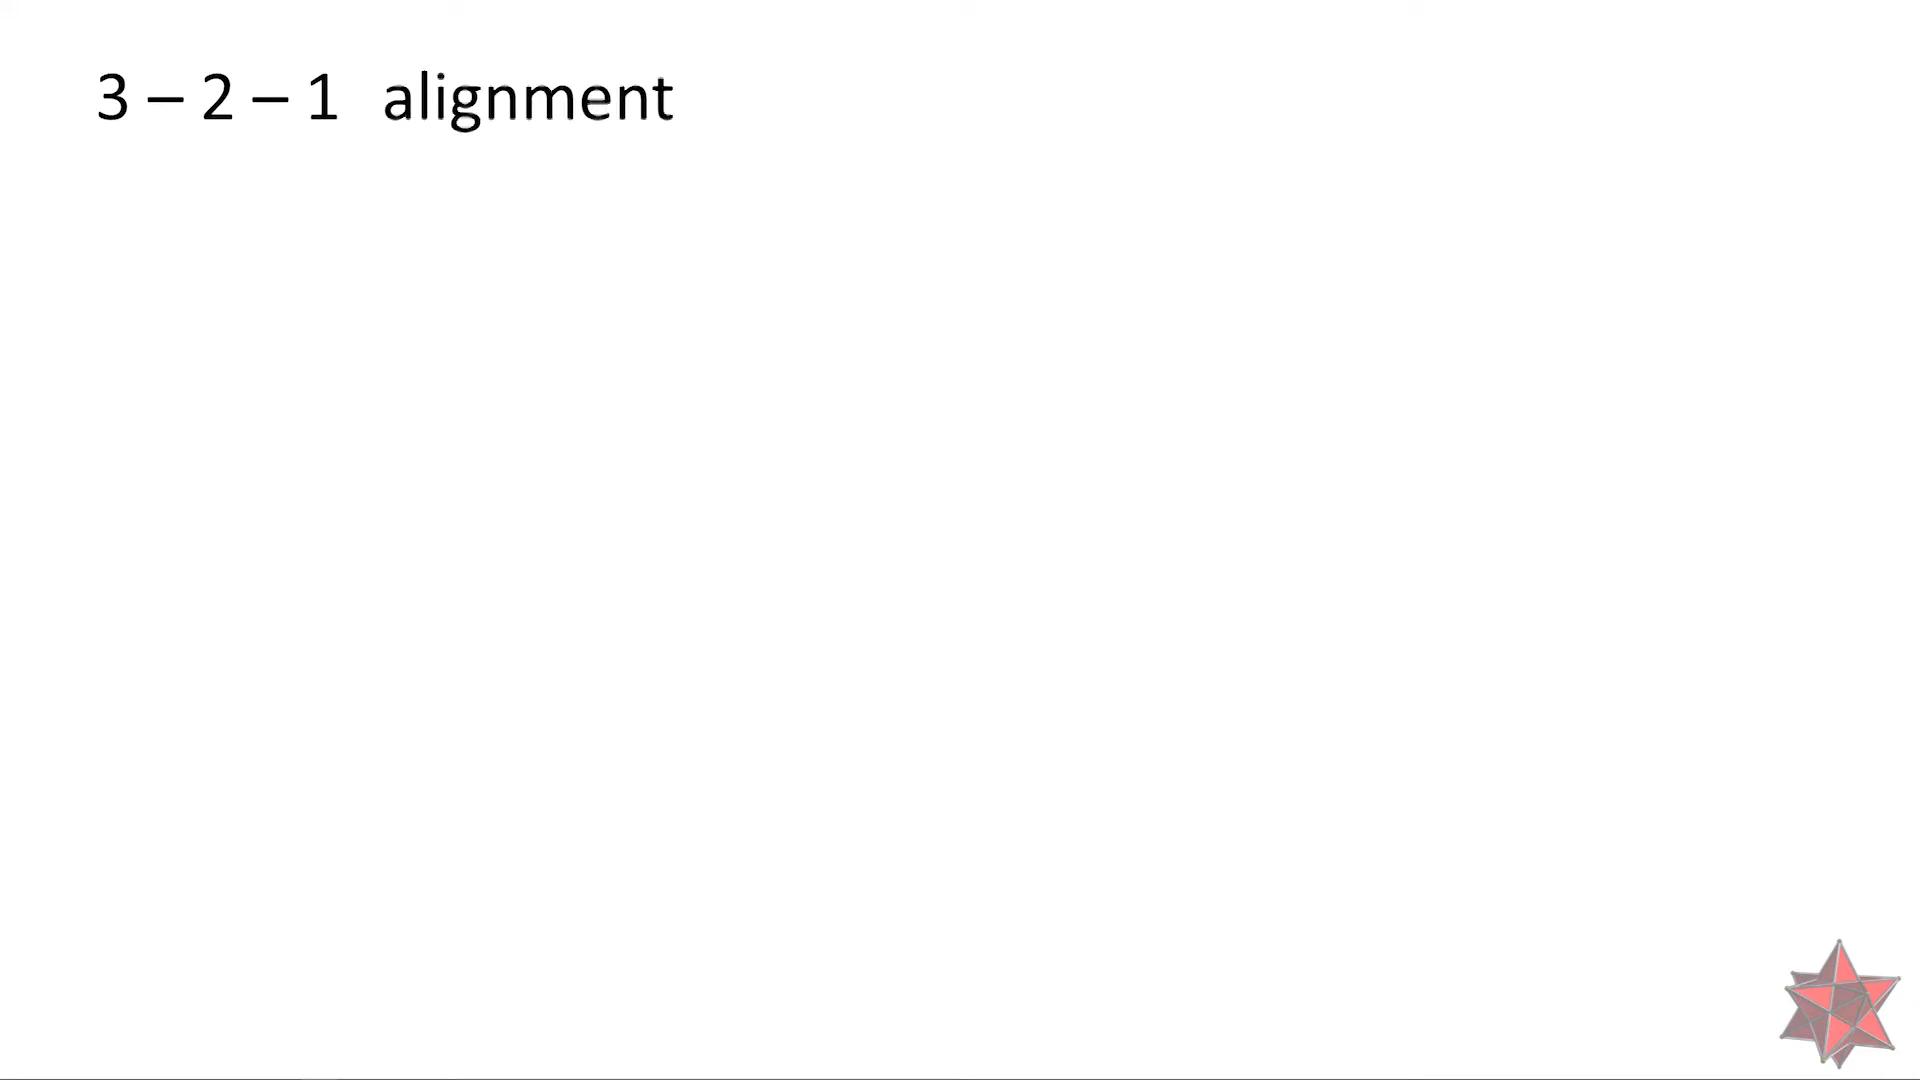 3 – 2 – 1 alignment